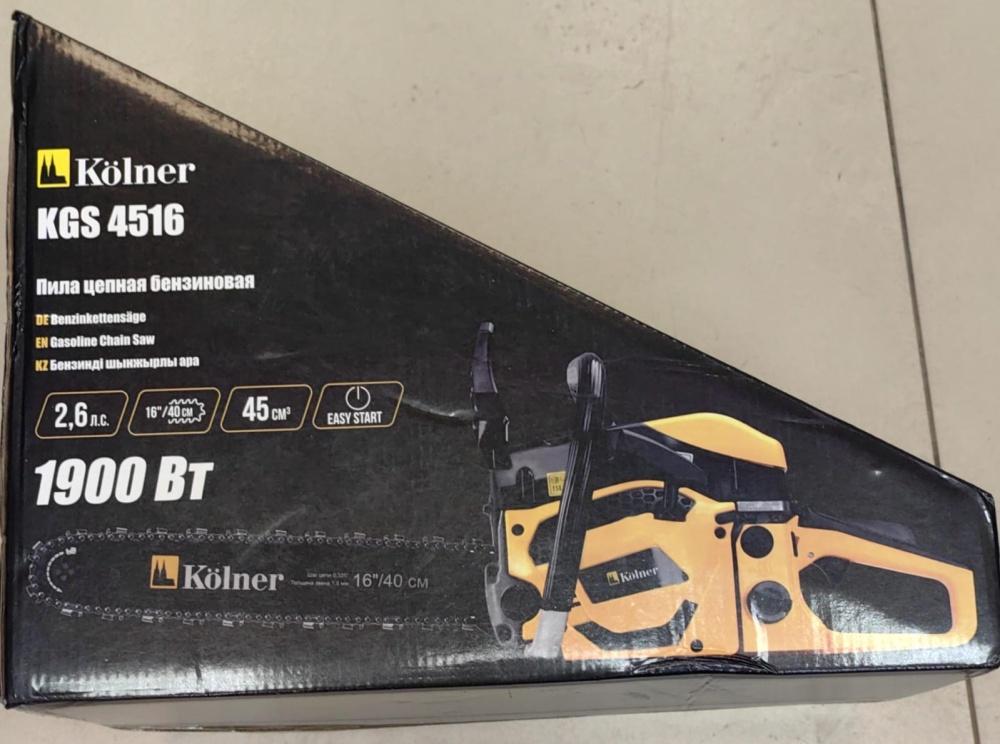 Kölner
KGS 4516
Пила цепная бензиновая
DE Benzinkettensäge
EN Gasoline Chain Saw
KZ Бензинді шынжырлы ара
2,6 л.с.
16"/40 СМ
45 см³
EASY START
1900 Вт
Kölner
16"/40 СМ
Kölner